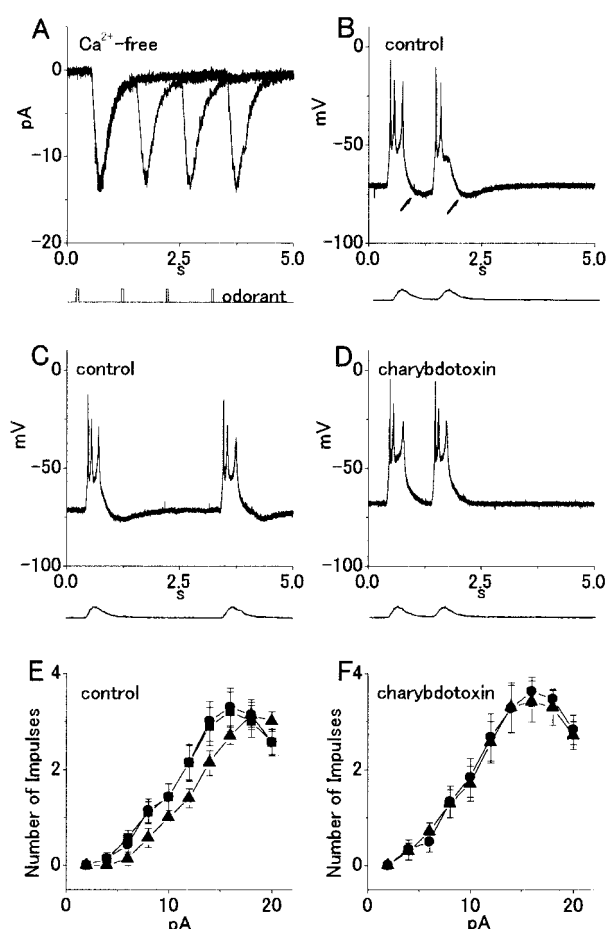 A
Ca²⁺-free
0
-10
-20
pA
0.0
2.5
5.0
s
odorant
B
control
0
-50
-100
mV
0.0
2.5
5.0
s
C
control
0
-50
-100
mV
0.0
2.5
5.0
s
D
charybdotoxin
0
-50
-100
mV
0.0
2.5
5.0
s
E
control
4
2
0
Number of Impulses
0
10
20
pA
F
charybdotoxin
4
2
0
Number of Impulses
0
10
20
pA